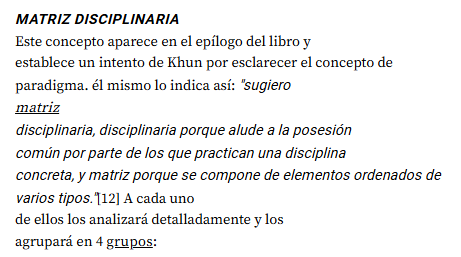 MATRIZ DISCIPLINARIA
Este concepto aparece en el epílogo del libro y
establece un intento de Khun por esclarecer el concepto de
paradigma. él mismo lo indica así: "sugiero
matriz
disciplinaria, disciplinaria porque alude a la posesión
común por parte de los que practican una disciplina
concreta, y matriz porque se compone de elementos ordenados de
varios tipos."[12] A cada uno
de ellos los analizará detalladamente y los
agrupará en 4 grupos: